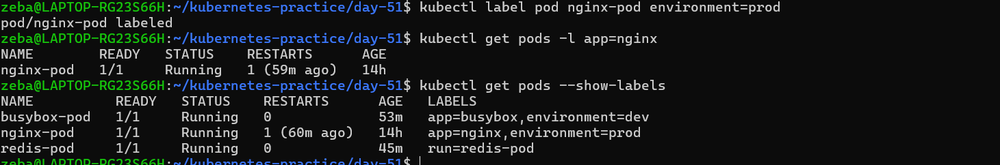 zeba@LAPTOP-RG23S66H:~/kubernetes-practice/day-51$ kubectl label pod nginx-pod environment=prod
pod/nginx-pod labeled
zeba@LAPTOP-RG23S66H:~/kubernetes-practice/day-51$ kubectl get pods -l app=nginx
NAME        READY   STATUS    RESTARTS      AGE
nginx-pod   1/1     Running   1 (59m ago)   14h
zeba@LAPTOP-RG23S66H:~/kubernetes-practice/day-51$ kubectl get pods --show-labels
NAME          READY   STATUS    RESTARTS      AGE   LABELS
busybox-pod   1/1     Running   0             53m   app=busybox,environment=dev
nginx-pod     1/1     Running   1 (60m ago)   14h   app=nginx,environment=prod
redis-pod     1/1     Running   0             45m   run=redis-pod
zeba@LAPTOP-RG23S66H:~/kubernetes-practice/day-51$